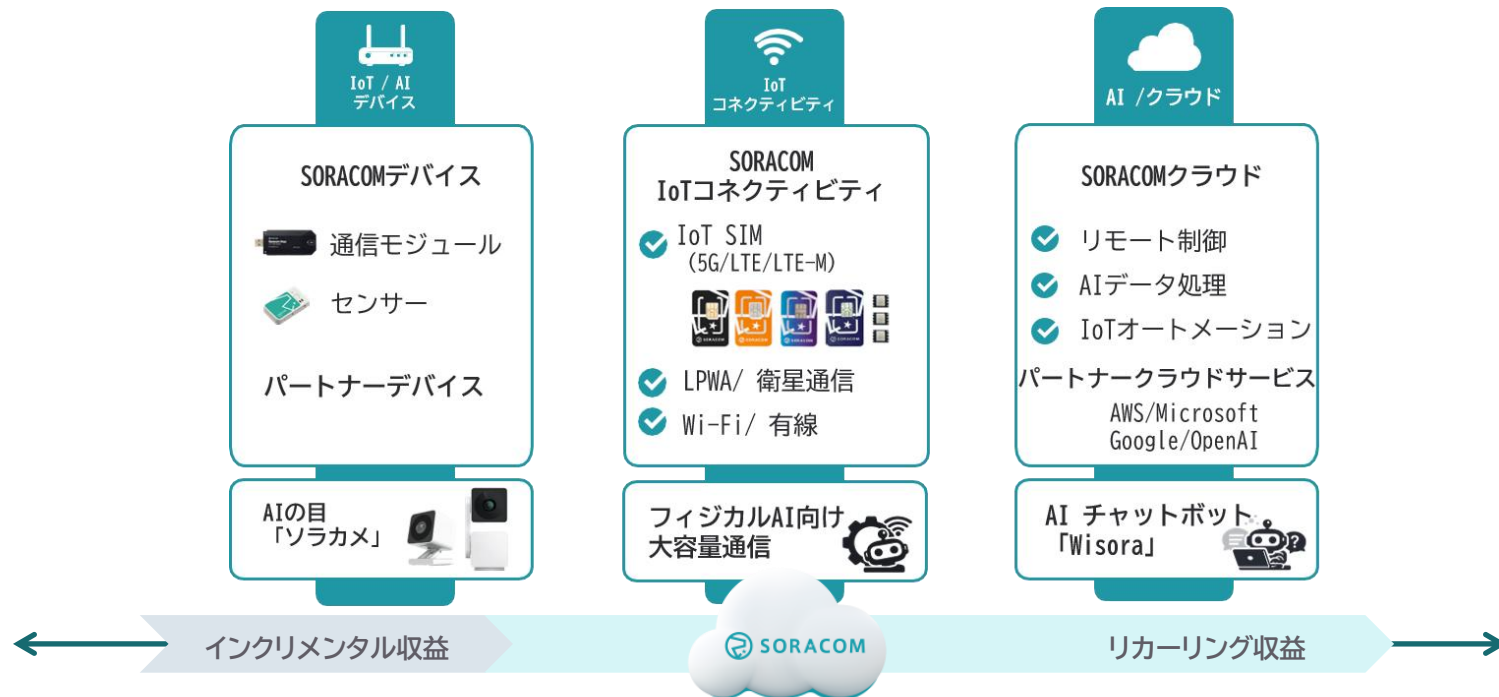 IoT / AI
デバイス
SORACOMデバイス
通信モジュール
センサー
パートナーデバイス
AIの目
「ソラカメ」
IoT
コネクティビティ
SORACOM
IoTコネクティビティ
IoT SIM
(5G/LTE/LTE-M)
SORACOM
SORACOM
SORACOM
SORACOM
LPWA/ 衛星通信
Wi-Fi/ 有線
フィジカルAI向け
大容量通信
AI /クラウド
SORACOMクラウド
リモート制御
AIデータ処理
IoTオートメーション
パートナークラウドサービス
AWS/Microsoft
Google/OpenAI
AI チャットボット
「Wisora」
インクリメンタル収益
SORACOM
リカーリング収益